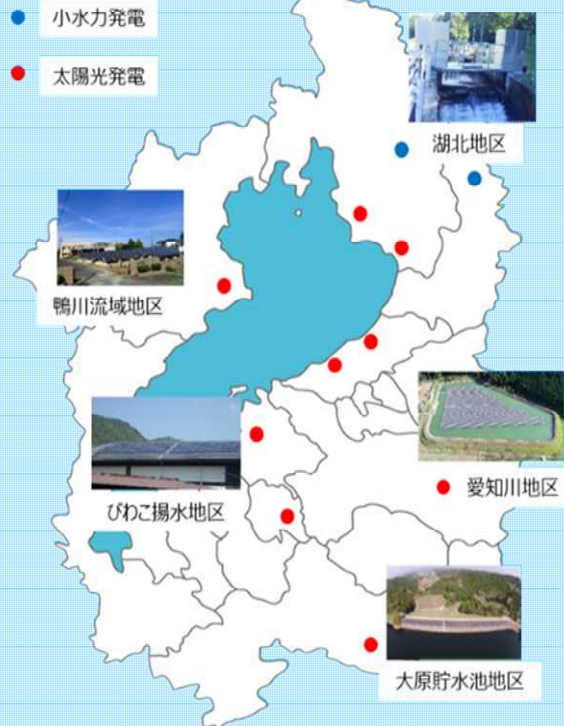 小水力発電
太陽光発電
湖北地区
鴨川流域地区
びわこ揚水地区
愛知川地区
大原貯水池地区